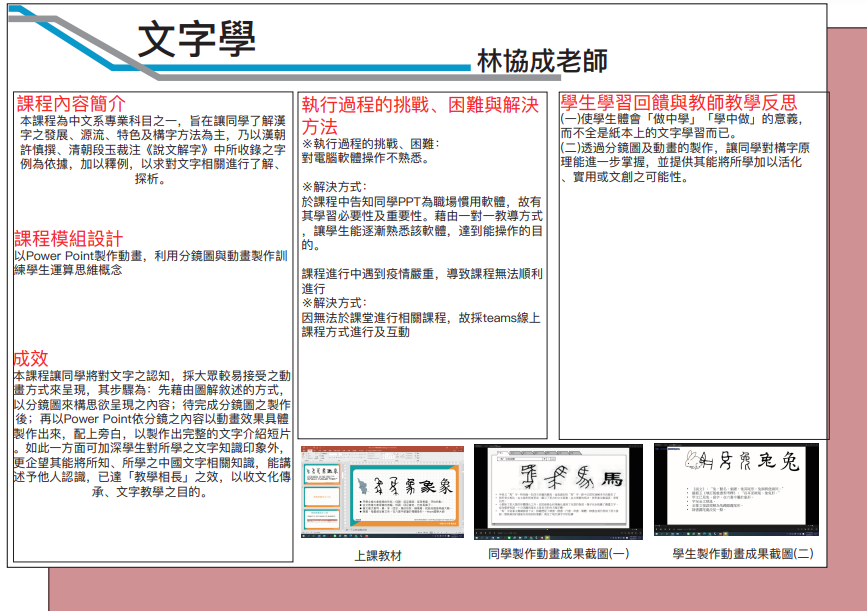 文字學
林協成老師
課程內容簡介
本課程為中文系專業科目之一，旨在讓同學了解漢
字之發展、源流、特色及構字方法為主，乃以漢朝
許慎撰、清朝段玉裁注《說文解字》中所收錄之字
例為依據，加以釋例，以求對文字相關進行了解、
探析。
課程模組設計
以Power Point製作動畫，利用分鏡圖與動畫製作訓
練學生運算思維概念
成效
本課程讓同學將對文字之認知，採大眾較易接受之動
畫方式來呈現，其步驟為：先藉由圖解敘述的方式，
以分鏡圖來構思欲呈現之內容；待完成分鏡圖之製作
後；再以Power Point依分鏡之內容以動畫效果具體
製作出來，配上旁白，以製作出完整的文字介紹短片
。如此一方面可加深學生對所學之文字知識印象外，
更企望其能將所知、所學之中國文字相關知識，能講
述予他人認識，已達「教學相長」之效，以收文化傳
承、文字教學之目的。
執行過程的挑戰、困難與解決
方法
※執行過程的挑戰、困難：
對電腦軟體操作不熟悉。
※解決方式：
於課程中告知同學PPT為職場慣用軟體，故有
其學習必要性及重要性。藉由一對一教導方式
，讓學生能逐漸熟悉該軟體，達到能操作的目
的。
課程進行中遇到疫情嚴重，導致課程無法順利
進行
※解決方式：
因無法於課堂進行相關課程，故採teams線上
課程方式進行及互動
學生學習回饋與教師教學反思
(一)使學生體會「做中學」「學中做」的意義，
而不全是紙本上的文字學習而已。
(二)透過分鏡圖及動畫的製作，讓同學對構字原
理能進一步掌握，並提供其能將所學加以活化
、實用或文創之可能性。
馬
上課教材
同學製作動畫成果截圖(一)
學生製作動畫成果截圖(二)